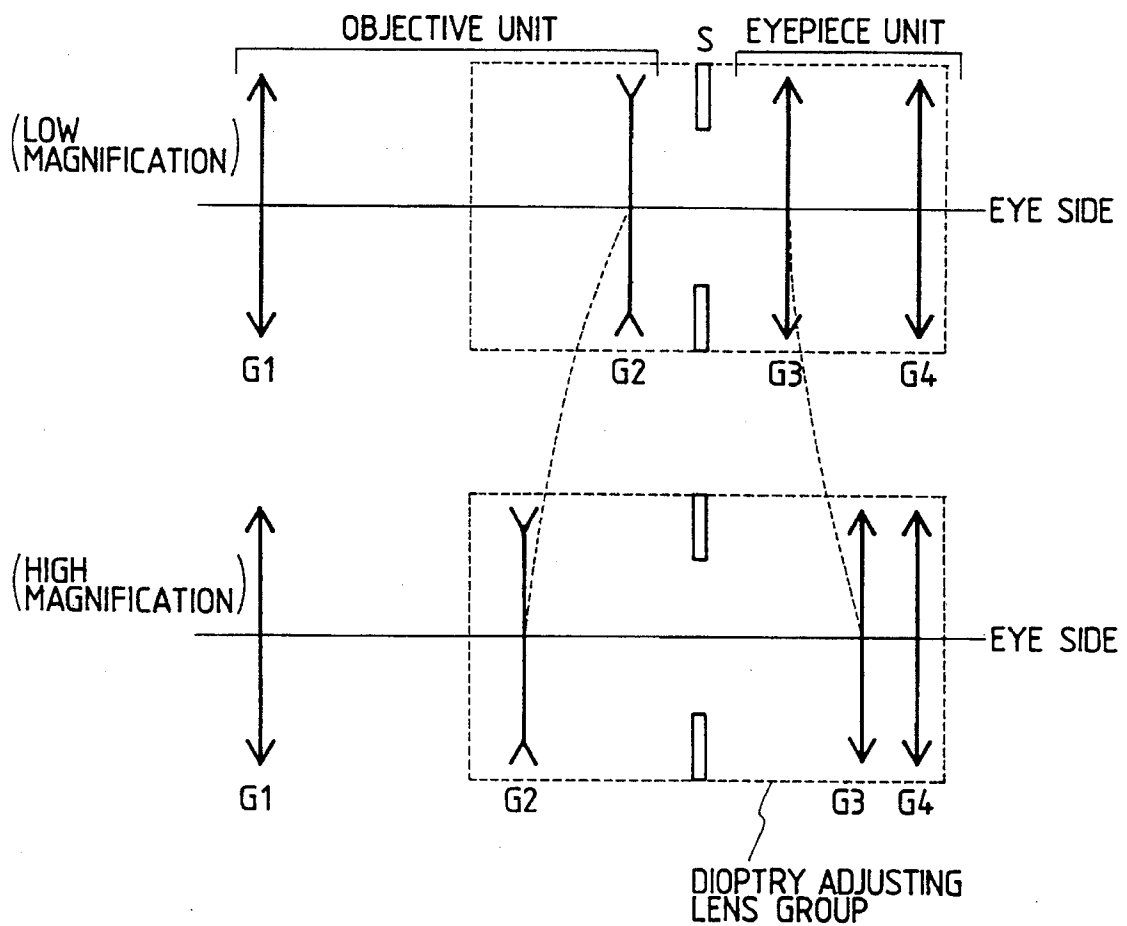 OBJECTIVE UNIT
S
EYEPIECE UNIT
(LOW
MAGNIFICATION)
EYE SIDE
G1
G2
G3
G4
(HIGH
MAGNIFICATION)
EYE SIDE
G1
G2
G3
G4
DIOPTRY ADJUSTING
LENS GROUP